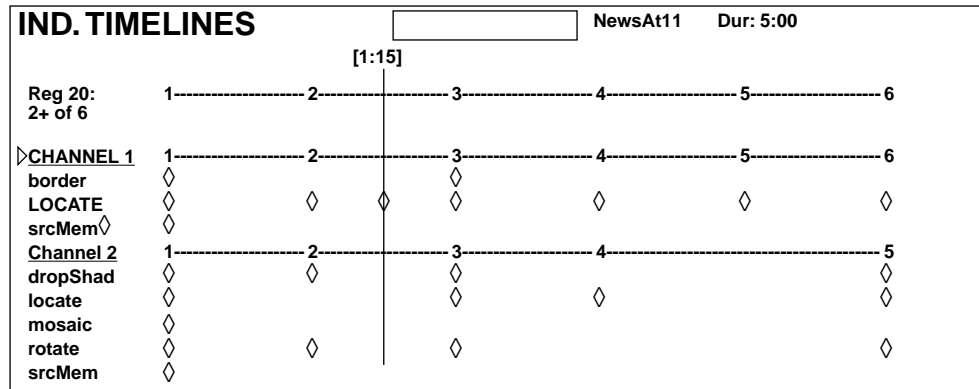 IND. TIMELINES NewsAt11 Dur: 5:00
[1:15]
Reg 20: 1--------------------- 2--------------------- 3--------------------- 4--------------------- 5--------------------- 6
2+ of 6
CHANNEL 1 1--------------------- 2--------------------- 3--------------------- 4--------------------- 5--------------------- 6
border
LOCATE
srcMem
Channel 2 1--------------------- 2--------------------- 3--------------------- 4------------------------------------------- 5
dropShad
locate
mosaic
rotate
srcMem